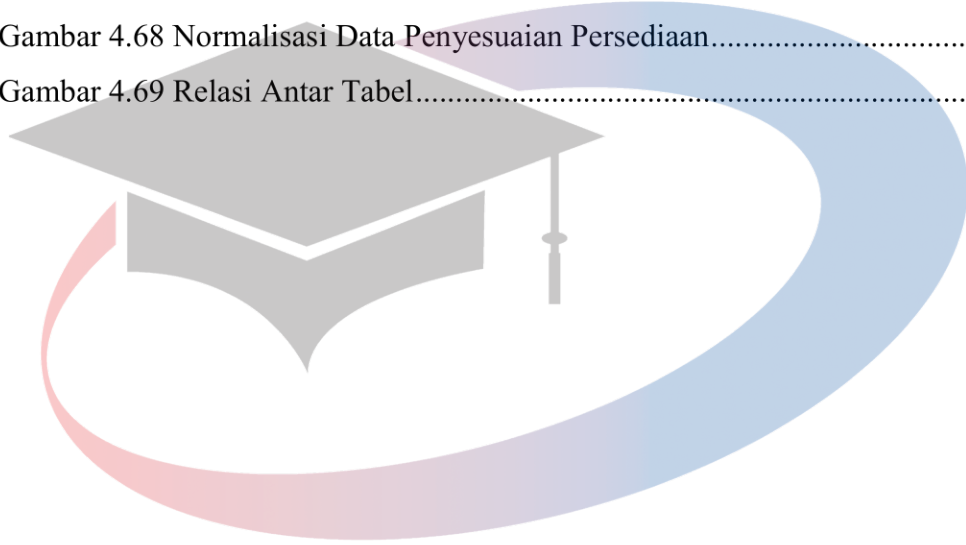 Gambar 4.68 Normalisasi Data Penyesuaian Persediaan................................
Gambar 4.69 Relasi Antar Tabel.....................................................................